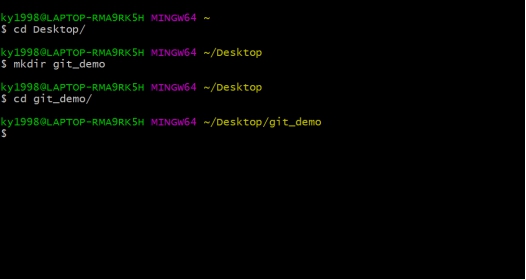 ky1998@LAPTOP-RMA9RK5H MINGW64 ~
$ cd Desktop/
ky1998@LAPTOP-RMA9RK5H MINGW64 ~/Desktop
$ mkdir git_demo
ky1998@LAPTOP-RMA9RK5H MINGW64 ~/Desktop
$ cd git_demo/
ky1998@LAPTOP-RMA9RK5H MINGW64 ~/Desktop/git_demo
$